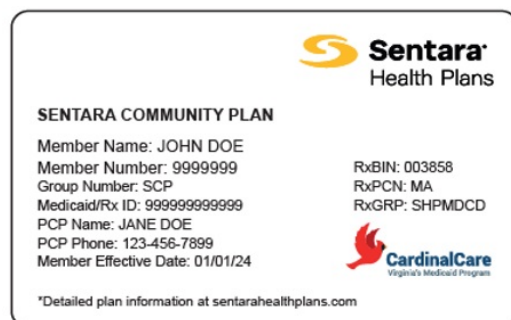 Sentara
Health Plans
SENTARA COMMUNITY PLAN
Member Name: JOHN DOE
Member Number: 9999999
Group Number: SCP
Medicaid/Rx ID: 999999999999
PCP Name: JANE DOE
PCP Phone: 123-456-7899
Member Effective Date: 01/01/24
RxBIN: 003858
RxPCN: MA
RxGRP: SHPMDCD
CardinalCare
Virginia's Medicaid Program
*Detailed plan information at sentarahealthplans.com